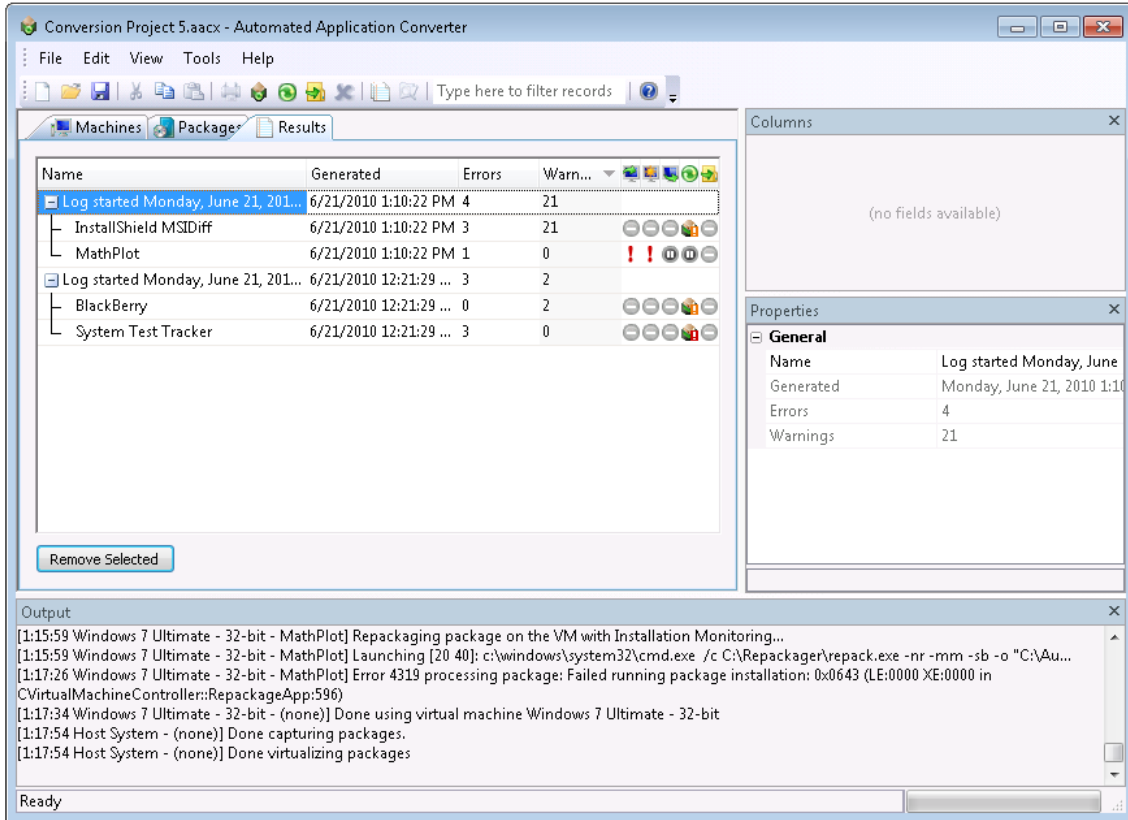 Conversion Project 5.aacx - Automated Application Converter
File Edit View Tools Help
Type here to filter records
Machines Packages Results
Name Generated Errors Warn...
Log started Monday, June 21, 201... 6/21/2010 1:10:22 PM 4 21
InstallShield MSIDiff 6/21/2010 1:10:22 PM 3 21
MathPlot 6/21/2010 1:10:22 PM 1 0
Log started Monday, June 21, 201... 6/21/2010 12:21:29 ... 3 2
BlackBerry 6/21/2010 12:21:29 ... 0 2
System Test Tracker 6/21/2010 12:21:29 ... 3 0
Remove Selected
Columns
(no fields available)
Properties
General
Name Log started Monday, June
Generated Monday, June 21, 2010 1:10
Errors 4
Warnings 21
Output
[1:15:59 Windows 7 Ultimate - 32-bit - MathPlot] Repackaging package on the VM with Installation Monitoring...
[1:15:59 Windows 7 Ultimate - 32-bit - MathPlot] Launching [20 40]: c:\windows\system32\cmd.exe /c C:\Repackager\repack.exe -nr -mm -sb -o "C:\Au...
[1:17:26 Windows 7 Ultimate - 32-bit - MathPlot] Error 4319 processing package: Failed running package installation: 0x0643 (LE:0000 XE:0000 in
CVirtualMachineController::RepackageApp:596)
[1:17:34 Windows 7 Ultimate - 32-bit - (none)] Done using virtual machine Windows 7 Ultimate - 32-bit
[1:17:54 Host System - (none)] Done capturing packages.
[1:17:54 Host System - (none)] Done virtualizing packages
Ready